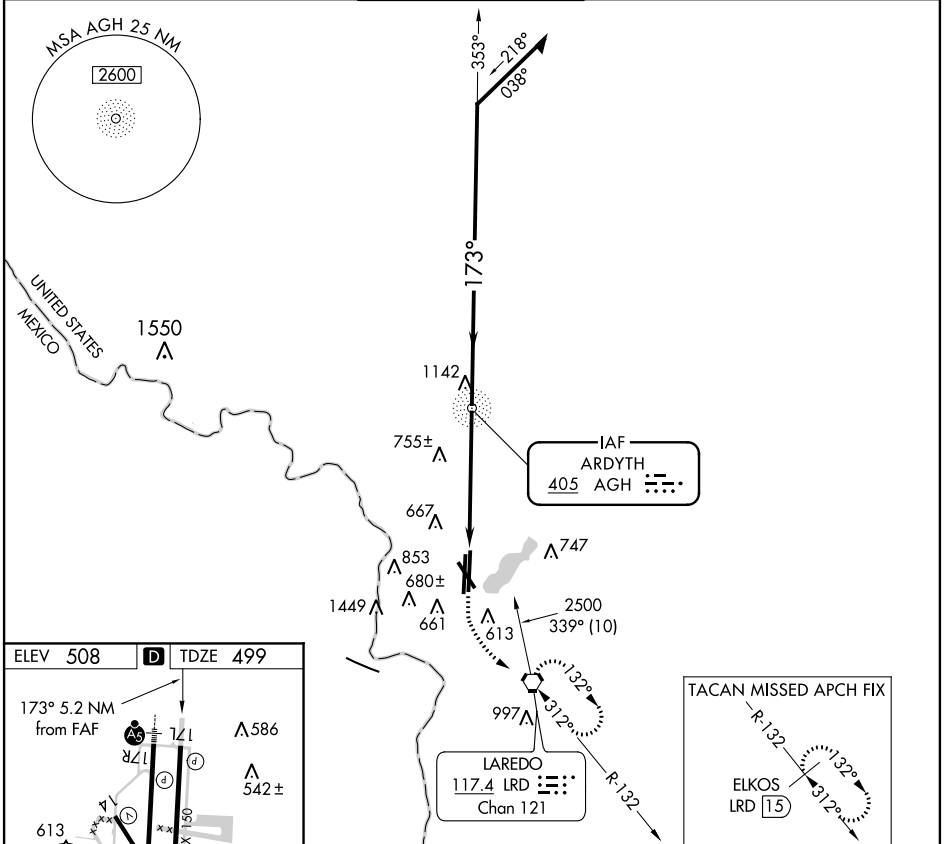 MSA AGH 25 NM
2600
353°
218°
038°
173°
UNITED STATES
MEXICO
1550
1142
755±
IAF
ARDYTH
405 AGH
667
853
747
680±
1449
661
613
2500
339° (10)
132°
312°
997
R-132
LAREDO
117.4 LRD
Chan 121
TACAN MISSED APCH FIX
R-132
132°
312°
ELKOS
LRD 15
ELEV 508 D TDZE 499
173° 5.2 NM
from FAF
A5
17L
17R
586
P
P
542±
14
V
X 150
613